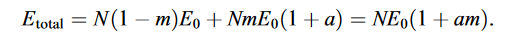 E_total = N(1 − m)E_0 + NmE_0(1 + a) = NE_0(1 + am).